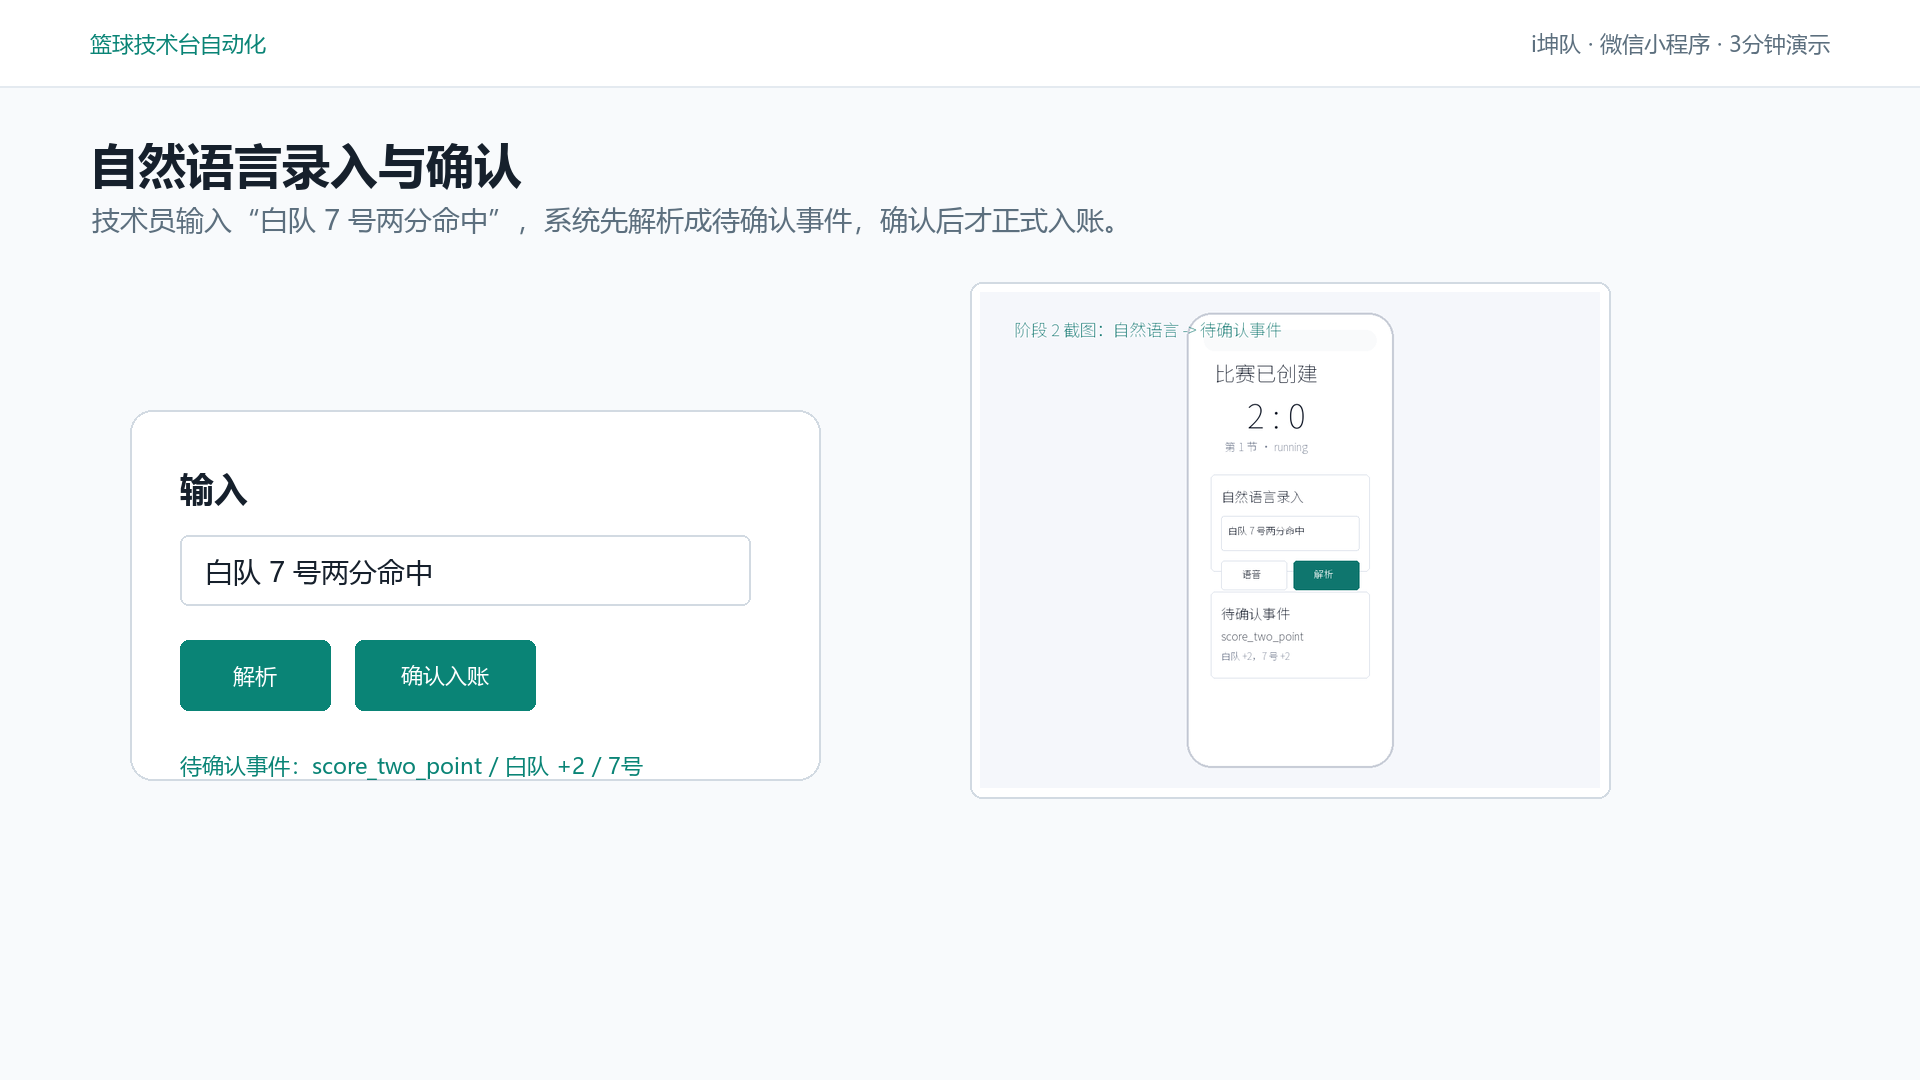 篮球技术台自动化
i坤队 · 微信小程序 · 3分钟演示
自然语言录入与确认
技术员输入“白队 7 号两分命中”，系统先解析成待确认事件，确认后才正式入账。
输入
白队 7 号两分命中
解析
确认入账
待确认事件：score_two_point / 白队 +2 / 7号
阶段 2 截图：自然语言 -> 待确认事件
比赛已创建
2 : 0
第 1 节 · running
自然语言录入
白队 7 号两分命中
语音
解析
待确认事件
score_two_point
白队 +2，7 号 +2